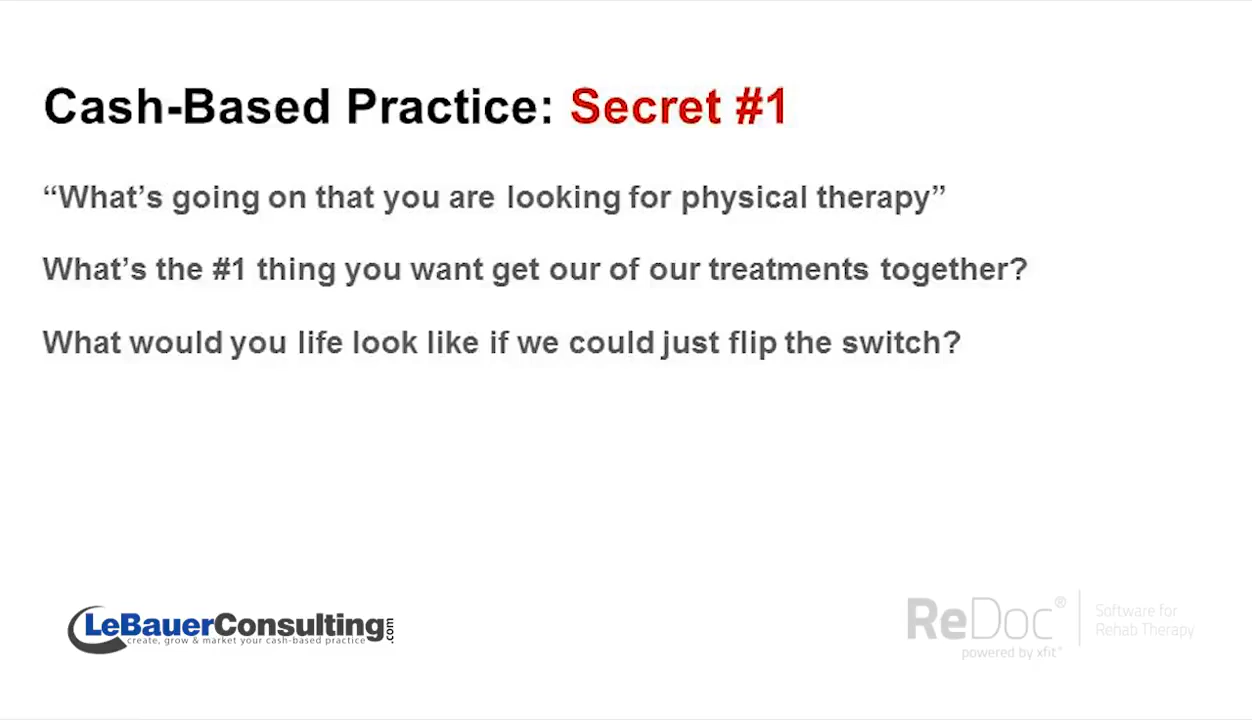 Cash-Based Practice: Secret #1
“What’s going on that you are looking for physical therapy”
What’s the #1 thing you want get our of our treatments together?
What would you life look like if we could just flip the switch?
LeBauerConsulting.com
create, grow & market your cash-based practice
ReDoc®
powered by xfit®
Software for
Rehab Therapy